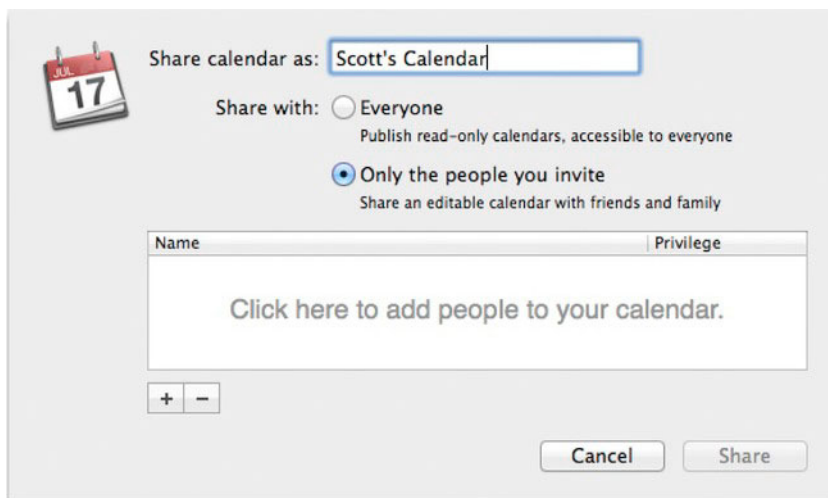 JUL
17
Share calendar as: Scott's Calendar
Share with: Everyone
Publish read-only calendars, accessible to everyone
Only the people you invite
Share an editable calendar with friends and family
Name Privilege
Click here to add people to your calendar.
+ −
Cancel Share